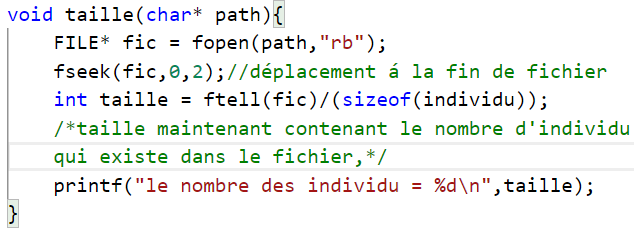 void taille(char* path){
FILE* fic = fopen(path,"rb");
fseek(fic,0,2);//déplacement á la fin de fichier
int taille = ftell(fic)/(sizeof(individu));
/*taille maintenant contenant le nombre d'individu
qui existe dans le fichier,*/
printf("le nombre des individu = %d\n",taille);
}